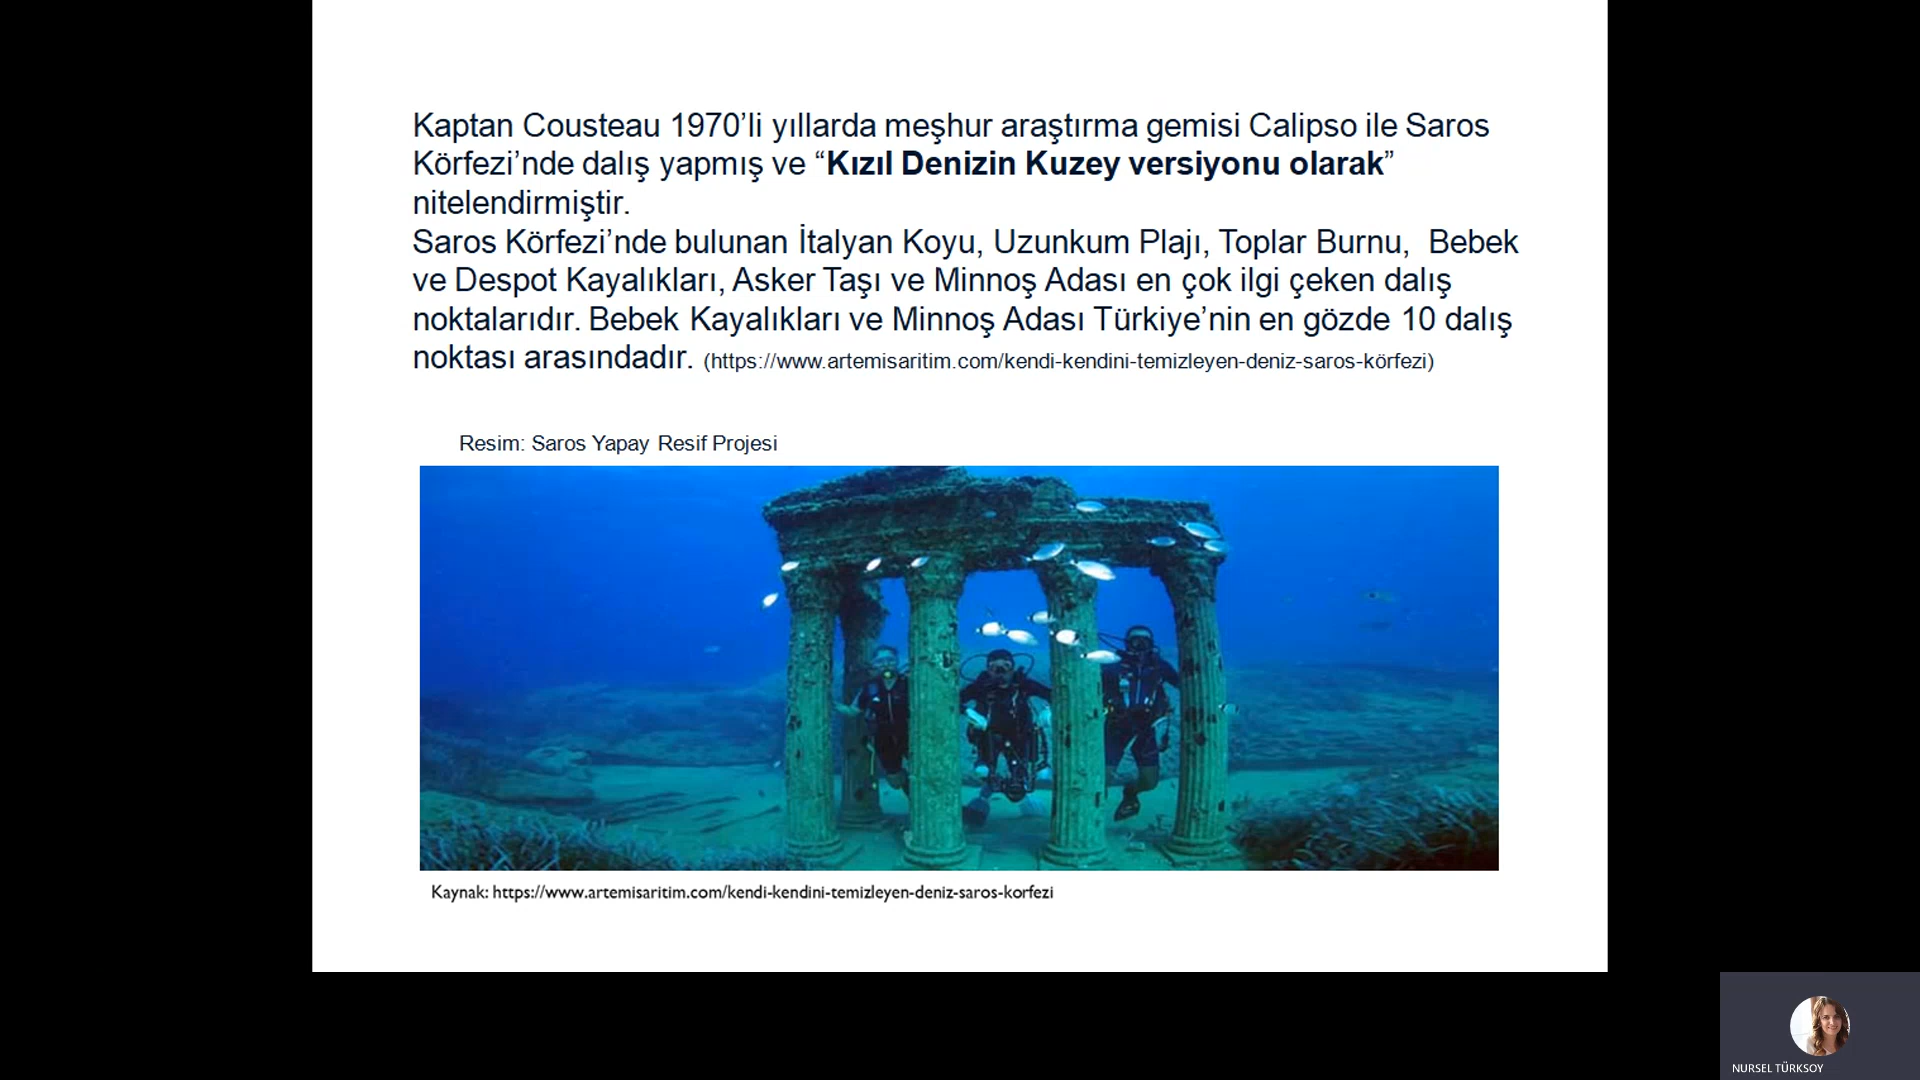 Kaptan Cousteau 1970’li yıllarda meşhur araştırma gemisi Calipso ile Saros
Körfezi’nde dalış yapmış ve “Kızıl Denizin Kuzey versiyonu olarak”
nitelendirmiştir.
Saros Körfezi’nde bulunan İtalyan Koyu, Uzunkum Plajı, Toplar Burnu,  Bebek
ve Despot Kayalıkları, Asker Taşı ve Minnoş Adası en çok ilgi çeken dalış
noktalarıdır. Bebek Kayalıkları ve Minnoş Adası Türkiye’nin en gözde 10 dalış
noktası arasındadır. (https://www.artemisaritim.com/kendi-kendini-temizleyen-deniz-saros-körfezi)
Resim: Saros Yapay Resif Projesi
Kaynak: https://www.artemisaritim.com/kendi-kendini-temizleyen-deniz-saros-korfezi
NURSEL TÜRKSOY